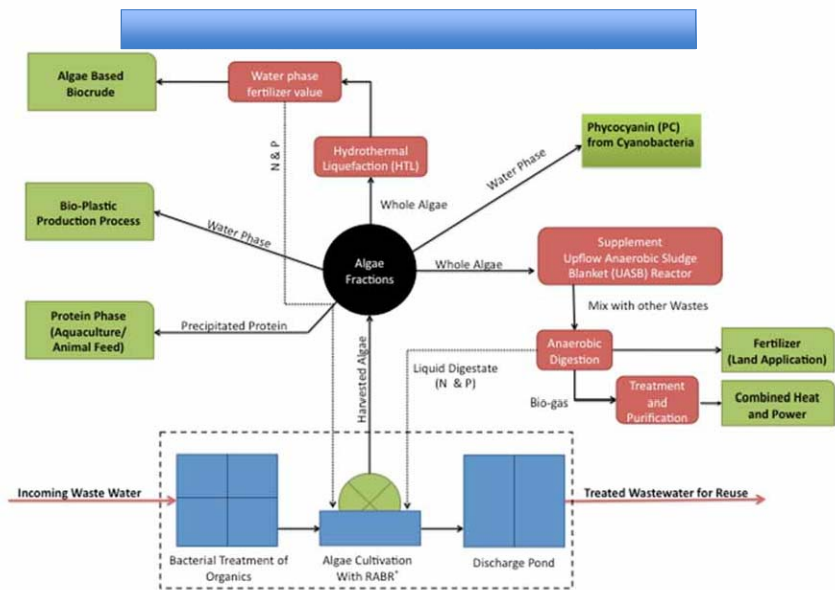 Algae Based
Biocrude
Water phase
fertilizer value
N & P
Hydrothermal
Liquefaction (HTL)
Phycocyanin (PC)
from Cyanobacteria
Water Phase
Whole Algae
Bio-Plastic
Production Process
Water Phase
Algae
Fractions
Whole Algae
Supplement
Upflow Anaerobic Sludge
Blanket (UASB) Reactor
Mix with other Wastes
Protein Phase
(Aquaculture/
Animal Feed)
Precipitated Protein
Harvested Algae
Liquid Digestate
(N & P)
Anaerobic
Digestion
Fertilizer
(Land Application)
Bio-gas
Treatment
and
Purification
Combined Heat
and Power
Incoming Waste Water
Treated Wastewater for Reuse
Bacterial Treatment of
Organics
Algae Cultivation
With RABR*
Discharge Pond